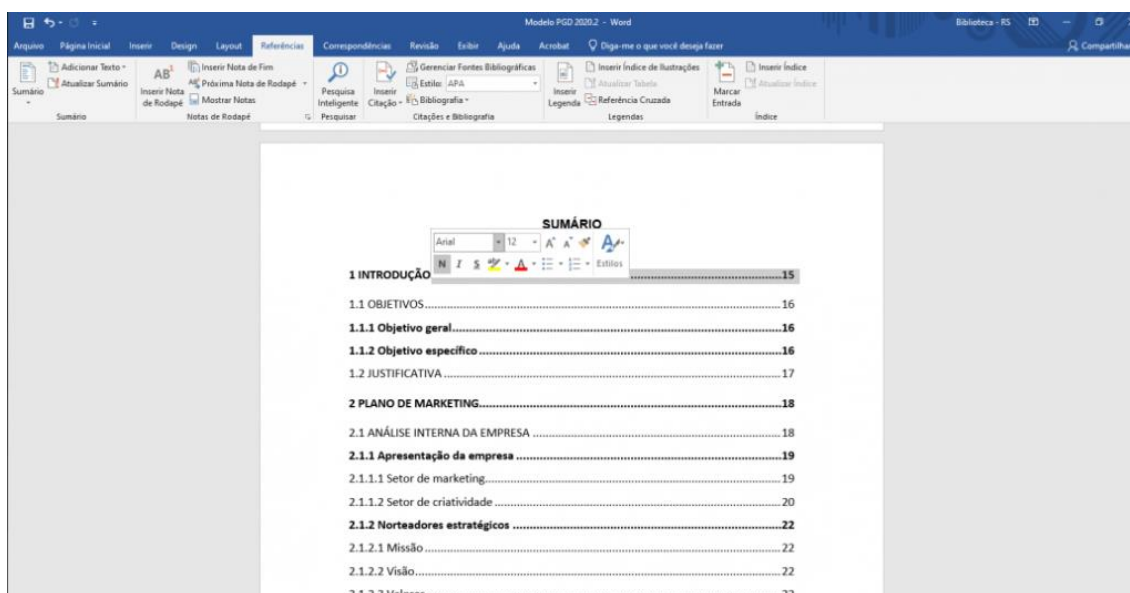 Modelo PGD 2020.2 - Word
Biblioteca - RS
Arquivo Página Inicial Inserir Design Layout Referências Correspondências Revisão Exibir Ajuda Acrobat Diga-me o que você deseja fazer Compartilhar
Sumário
Adicionar Texto
Atualizar Sumário
Sumário
AB¹
Inserir Nota de Rodapé
Inserir Nota de Fim
Próxima Nota de Rodapé
Mostrar Notas
Notas de Rodapé
Pesquisa Inteligente
Pesquisar
Inserir Citação
Gerenciar Fontes Bibliográficas
Estilo: APA
Bibliografia
Citações e Bibliografia
Inserir Legenda
Inserir Índice de Ilustrações
Atualizar Tabela
Referência Cruzada
Legendas
Marcar Entrada
Inserir Índice
Atualizar Índice
Índice
SUMÁRIO
Arial 12
N I S Estilos
1 INTRODUÇÃO 15
1.1 OBJETIVOS 16
1.1.1 Objetivo geral 16
1.1.2 Objetivo específico 16
1.2 JUSTIFICATIVA 17
2 PLANO DE MARKETING 18
2.1 ANÁLISE INTERNA DA EMPRESA 18
2.1.1 Apresentação da empresa 19
2.1.1.1 Setor de marketing 19
2.1.1.2 Setor de criatividade 20
2.1.2 Norteadores estratégicos 22
2.1.2.1 Missão 22
2.1.2.2 Visão 22